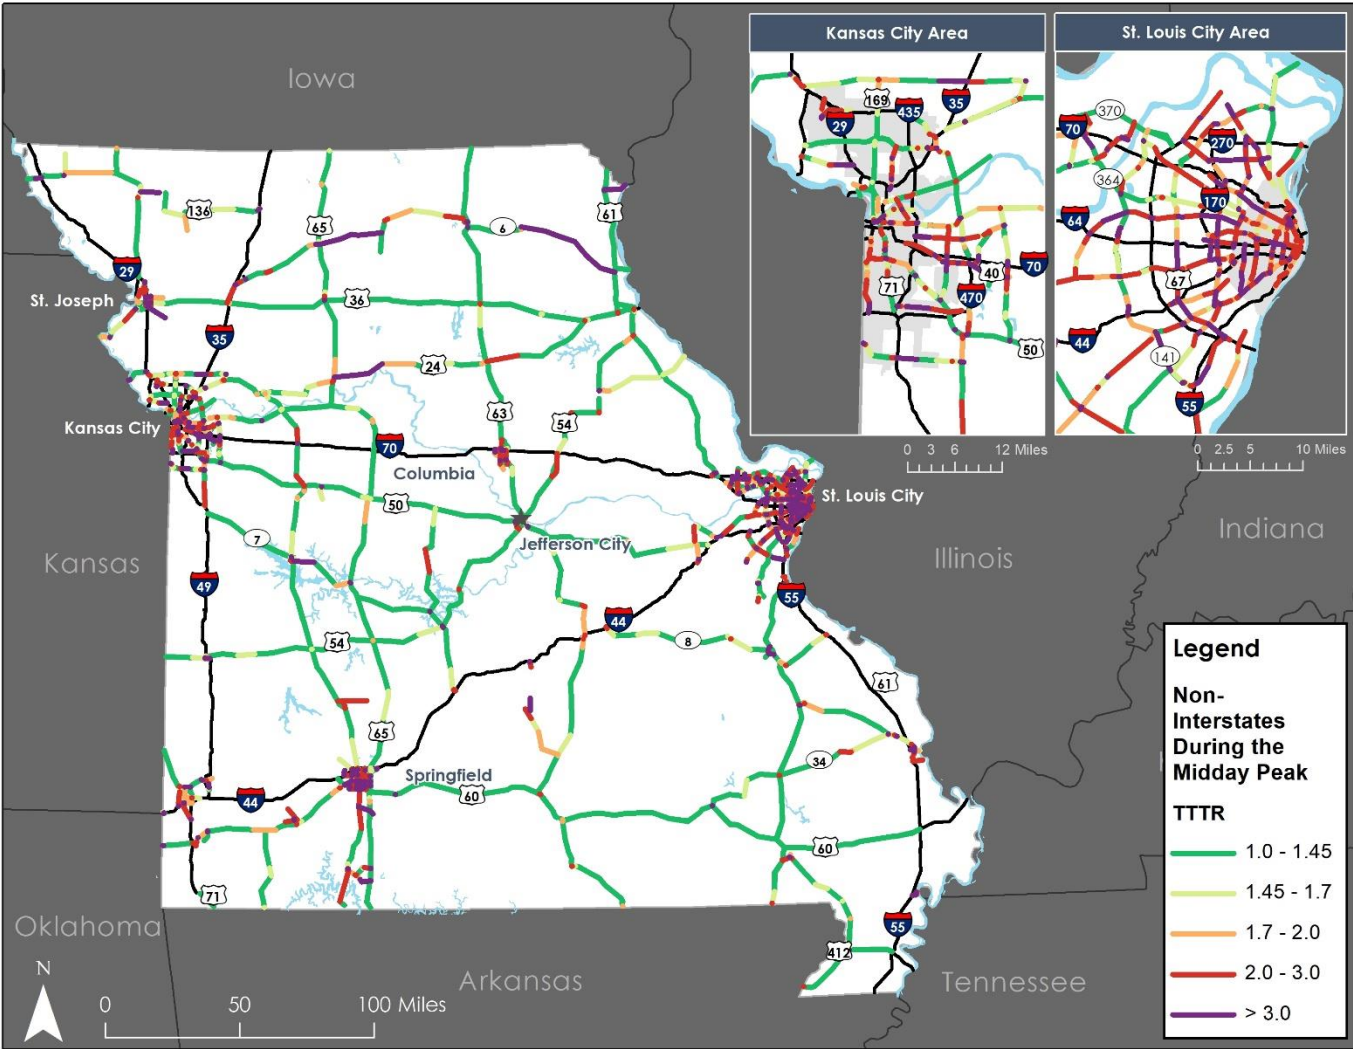 Kansas City Area
St. Louis City Area
Iowa
169
435
35
29
370
70
270
364
170
64
136
65
6
61
29
St. Joseph
36
35
71
40
70
470
50
67
44
141
55
24
0 3 6 12 Miles
0 2.5 5 10 Miles
Kansas City
63
54
70
Columbia
St. Louis City
50
Jefferson City
7
Kansas
Illinois
Indiana
49
55
44
54
8
61
65
34
Springfield
44
60
60
71
55
412
Oklahoma
Arkansas
Tennessee
N
0 50 100 Miles
Legend
Non-
Interstates
During the
Midday Peak
TTTR
1.0 - 1.45
1.45 - 1.7
1.7 - 2.0
2.0 - 3.0
> 3.0